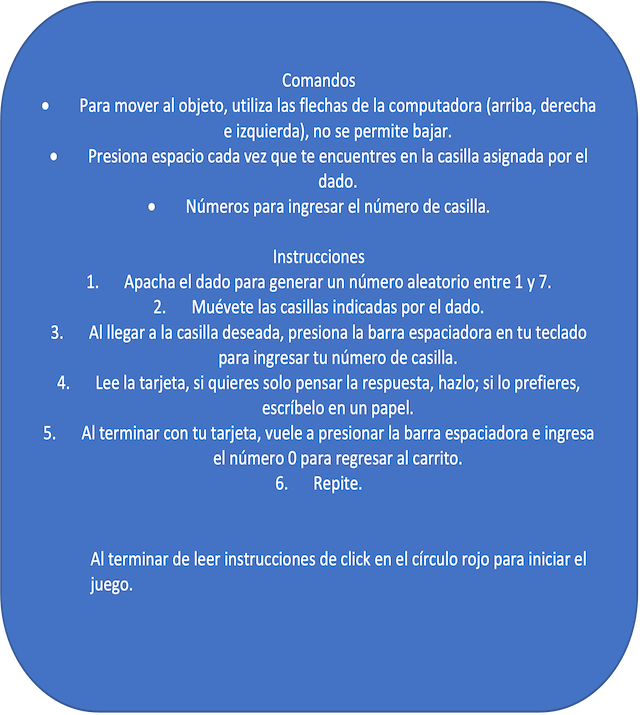 Comandos
• Para mover al objeto, utiliza las flechas de la computadora (arriba, derecha
e izquierda), no se permite bajar.
• Presiona espacio cada vez que te encuentres en la casilla asignada por el
dado.
• Números para ingresar el número de casilla.
Instrucciones
1. Apacha el dado para generar un número aleatorio entre 1 y 7.
2. Muévete las casillas indicadas por el dado.
3. Al llegar a la casilla deseada, presiona la barra espaciadora en tu teclado
para ingresar tu número de casilla.
4. Lee la tarjeta, si quieres solo pensar la respuesta, hazlo; si lo prefieres,
escríbelo en un papel.
5. Al terminar con tu tarjeta, vuele a presionar la barra espaciadora e ingresa
el número 0 para regresar al carrito.
6. Repite.
Al terminar de leer instrucciones de click en el círculo rojo para iniciar el
juego.